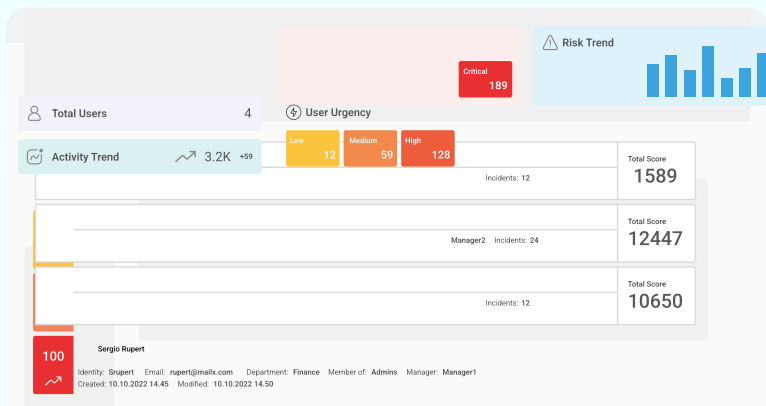 Risk Trend
Critical
189
Total Users 4
User Urgency
Low
12
Medium
59
High
128
Activity Trend 3.2K +59
Total Score
1589
Incidents: 12
Total Score
12447
Manager2 Incidents: 24
Total Score
10650
Incidents: 12
100
Sergio Rupert
Identity: Srupert Email: rupert@mailx.com Department: Finance Member of: Admins Manager: Manager1
Created: 10.10.2022 14.45 Modified: 10.10.2022 14.50